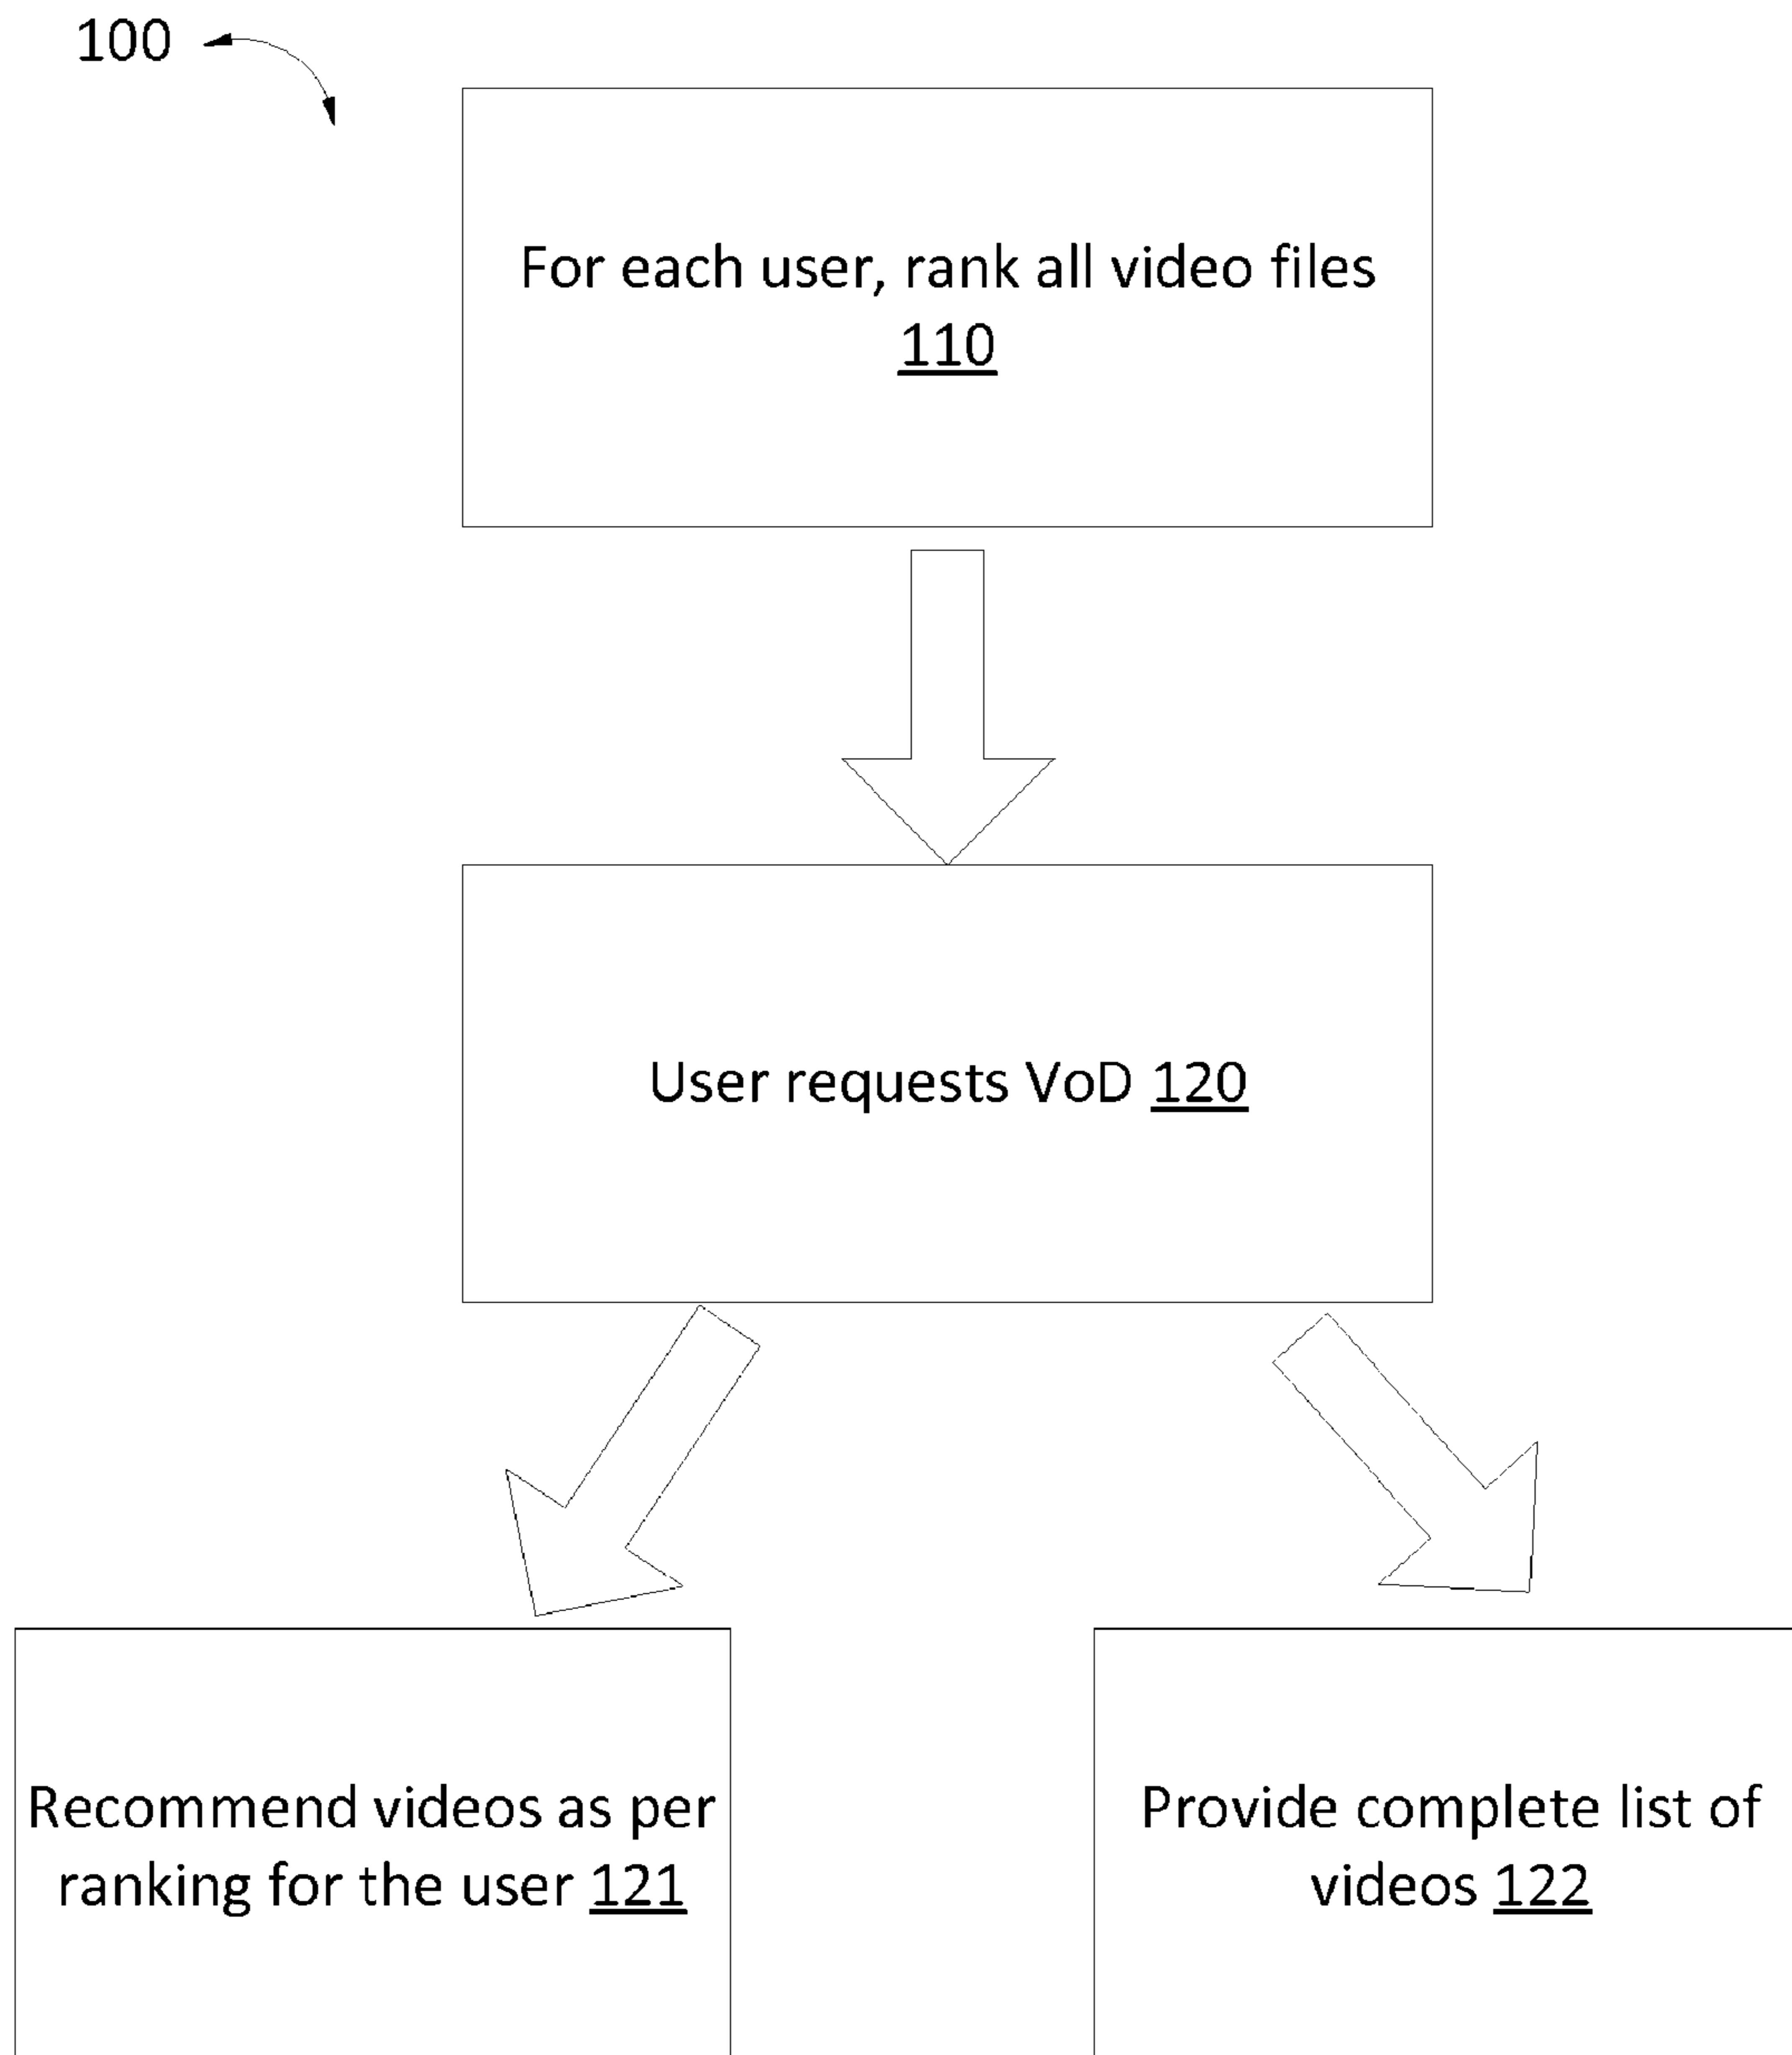 100
For each user, rank all video files
110
User requests VoD 120
Recommend videos as per
ranking for the user 121
Provide complete list of
videos 122